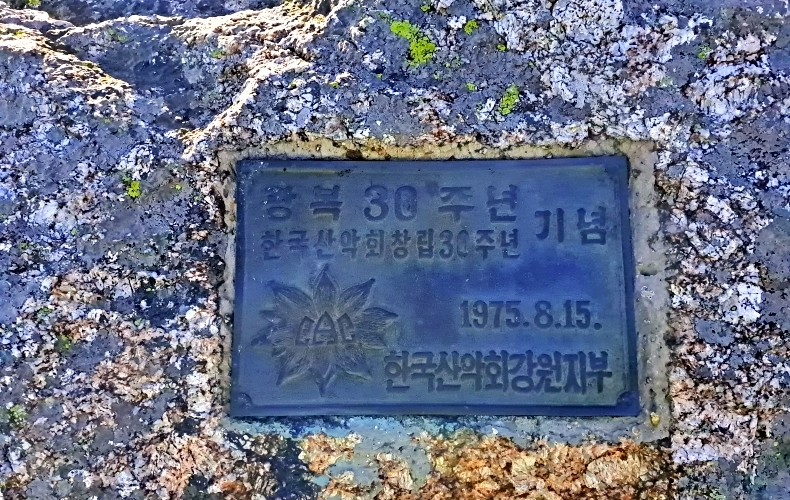 광복 30주년
한국산악회창립30주년 기념
CAC
1975.8.15.
한국산악회강원지부